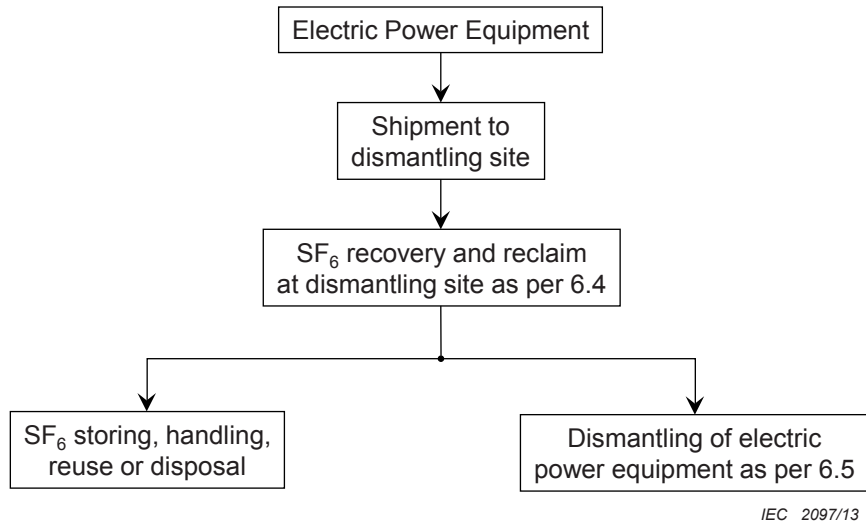 Electric Power Equipment
Shipment to
dismantling site
SF₆ recovery and reclaim
at dismantling site as per 6.4
SF₆ storing, handling,
reuse or disposal
Dismantling of electric
power equipment as per 6.5
IEC 2097/13